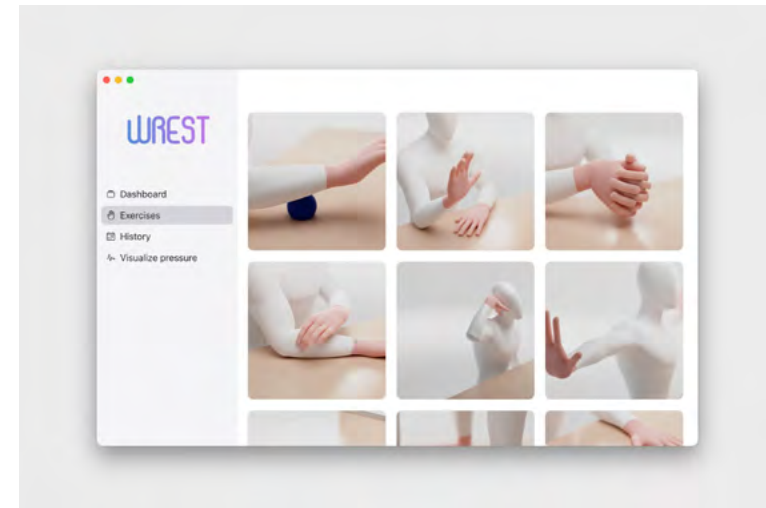 WREST
Dashboard
Exercises
History
Visualize pressure